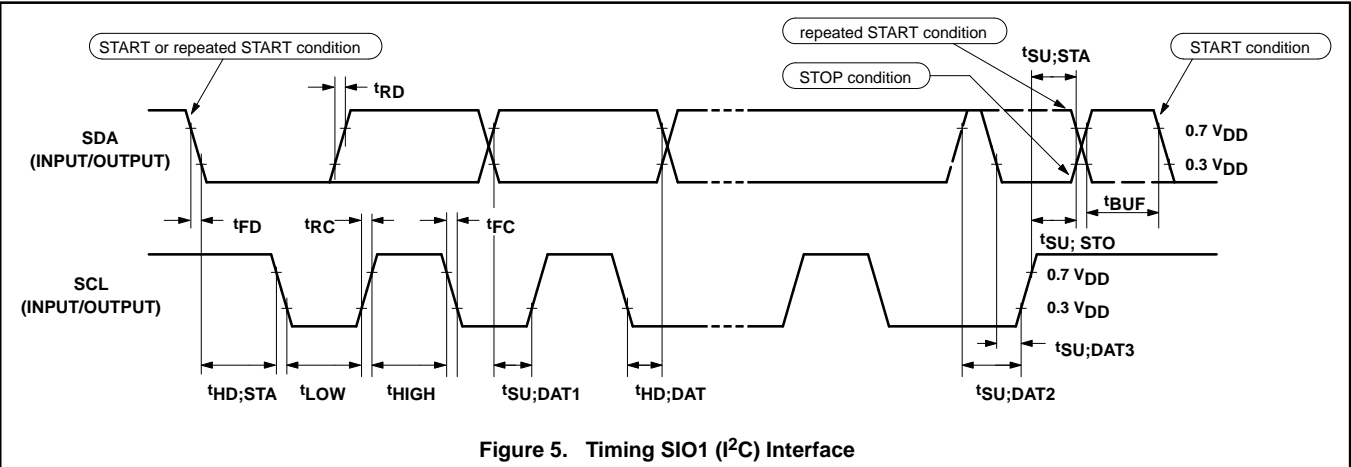 START or repeated START condition
repeated START condition
tSU;STA
START condition
STOP condition
tRD
SDA
(INPUT/OUTPUT)
0.7 VDD
0.3 VDD
tFD
tRC
tFC
tBUF
tSU; STO
SCL
(INPUT/OUTPUT)
0.7 VDD
0.3 VDD
tSU;DAT3
tHD;STA
tLOW
tHIGH
tSU;DAT1
tHD;DAT
tSU;DAT2
Figure 5. Timing SIO1 (I2C) Interface